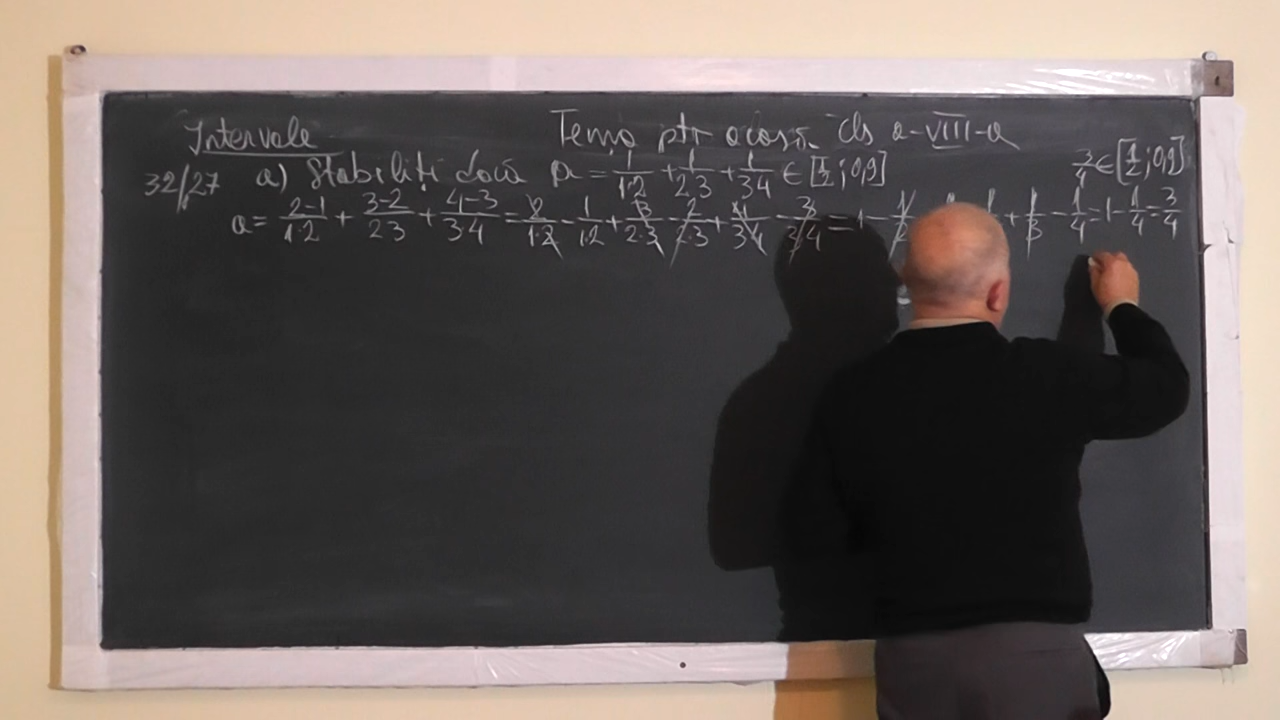 Intervale
Temă ptr acasă. Cls a-VIII-a
32/27 a) Stabiliți dacă a = 1/1·2 + 1/2·3 + 1/3·4 ∈ [1/2 ; 0,9]
3/4 ∈ [1/2 ; 0,9]
a = 2-1/1·2 + 3-2/2·3 + 4-3/3·4 = 2/1·2 - 1/1·2 + 3/2·3 - 2/2·3 + 4/3·4 - 3/3·4 = 1 - 1/2 + 1/3 - 1/4 = 1 - 1/4 = 3/4